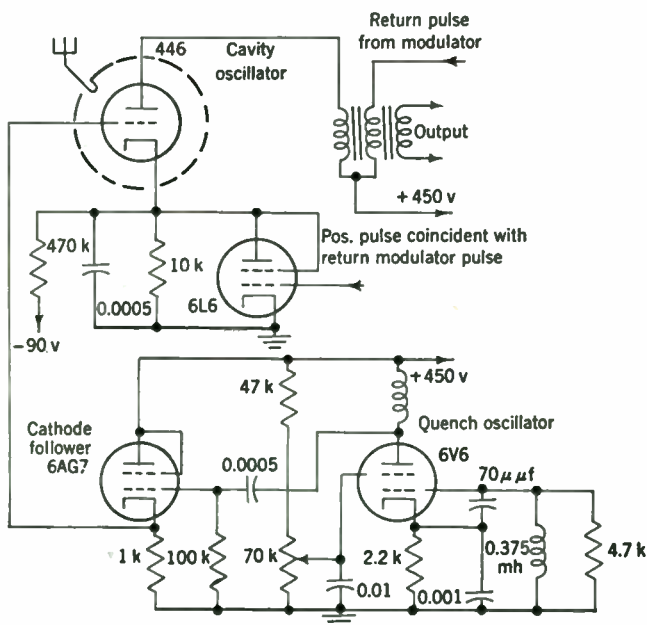 Return pulse
from modulator
446
Cavity
oscillator
Output
+450 v
Pos. pulse coincident with
return modulator pulse
470 k
10 k
0.0005
6L6
-90 v
47 k
+450 v
Cathode
follower
6AG7
0.0005
Quench oscillator
6V6
70μμf
1 k
100 k
70 k
2.2 k
0.375
mh
4.7 k
0.01
0.001